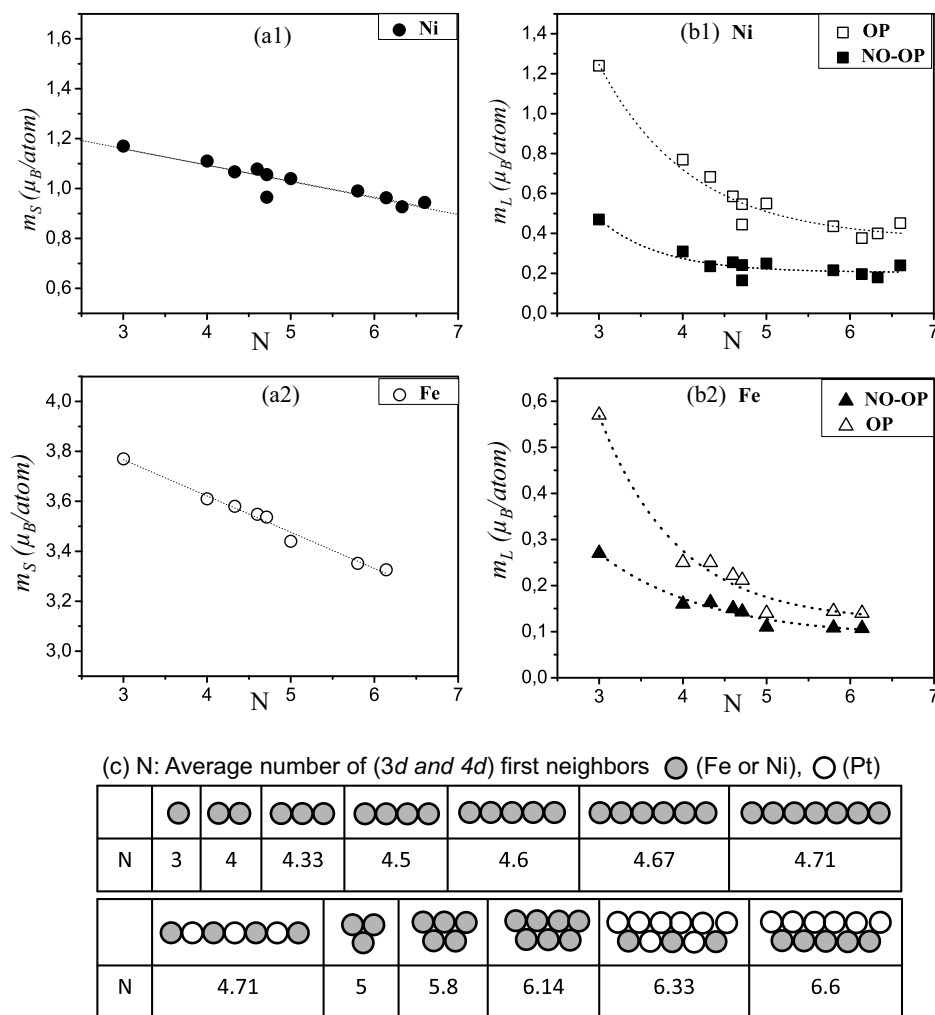 (a1)
Ni
1,6
1,4
1,2
1,0
0,8
0,6
m_S (μ_B/atom)
3 4 5 6 7
N
(b1) Ni
OP
NO-OP
1,4
1,2
1,0
0,8
0,6
0,4
0,2
0,0
m_L (μ_B/atom)
3 4 5 6 7
N
(a2)
Fe
4,0
3,8
3,6
3,4
3,2
3,0
m_S (μ_B/atom)
3 4 5 6 7
N
(b2) Fe
NO-OP
OP
0,6
0,5
0,4
0,3
0,2
0,1
0,0
m_L (μ_B/atom)
3 4 5 6 7
N
(c) N: Average number of (3d and 4d) first neighbors (Fe or Ni), (Pt)
N 3 4 4.33 4.5 4.6 4.67 4.71
N 4.71 5 5.8 6.14 6.33 6.6